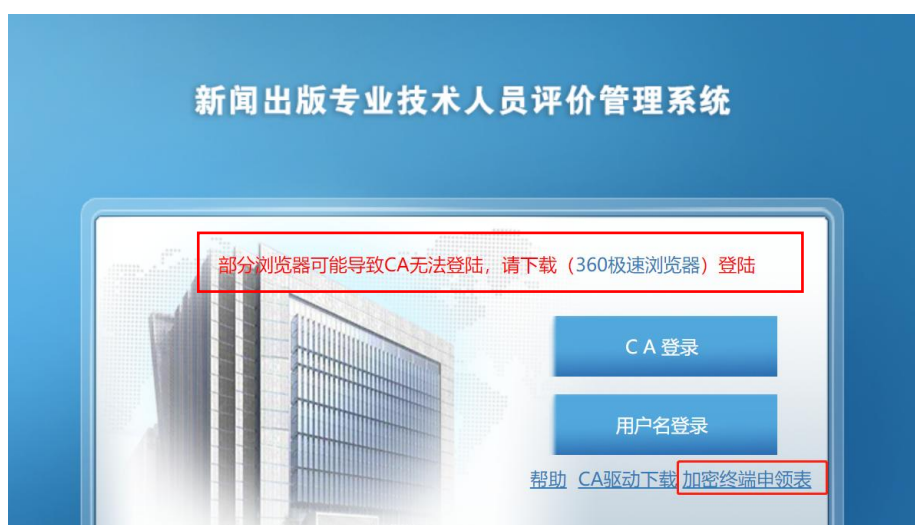 新闻出版专业技术人员评价管理系统
部分浏览器可能导致CA无法登陆，请下载（360极速浏览器）登陆
CA登录
用户名登录
帮助 CA驱动下载 加密终端申领表